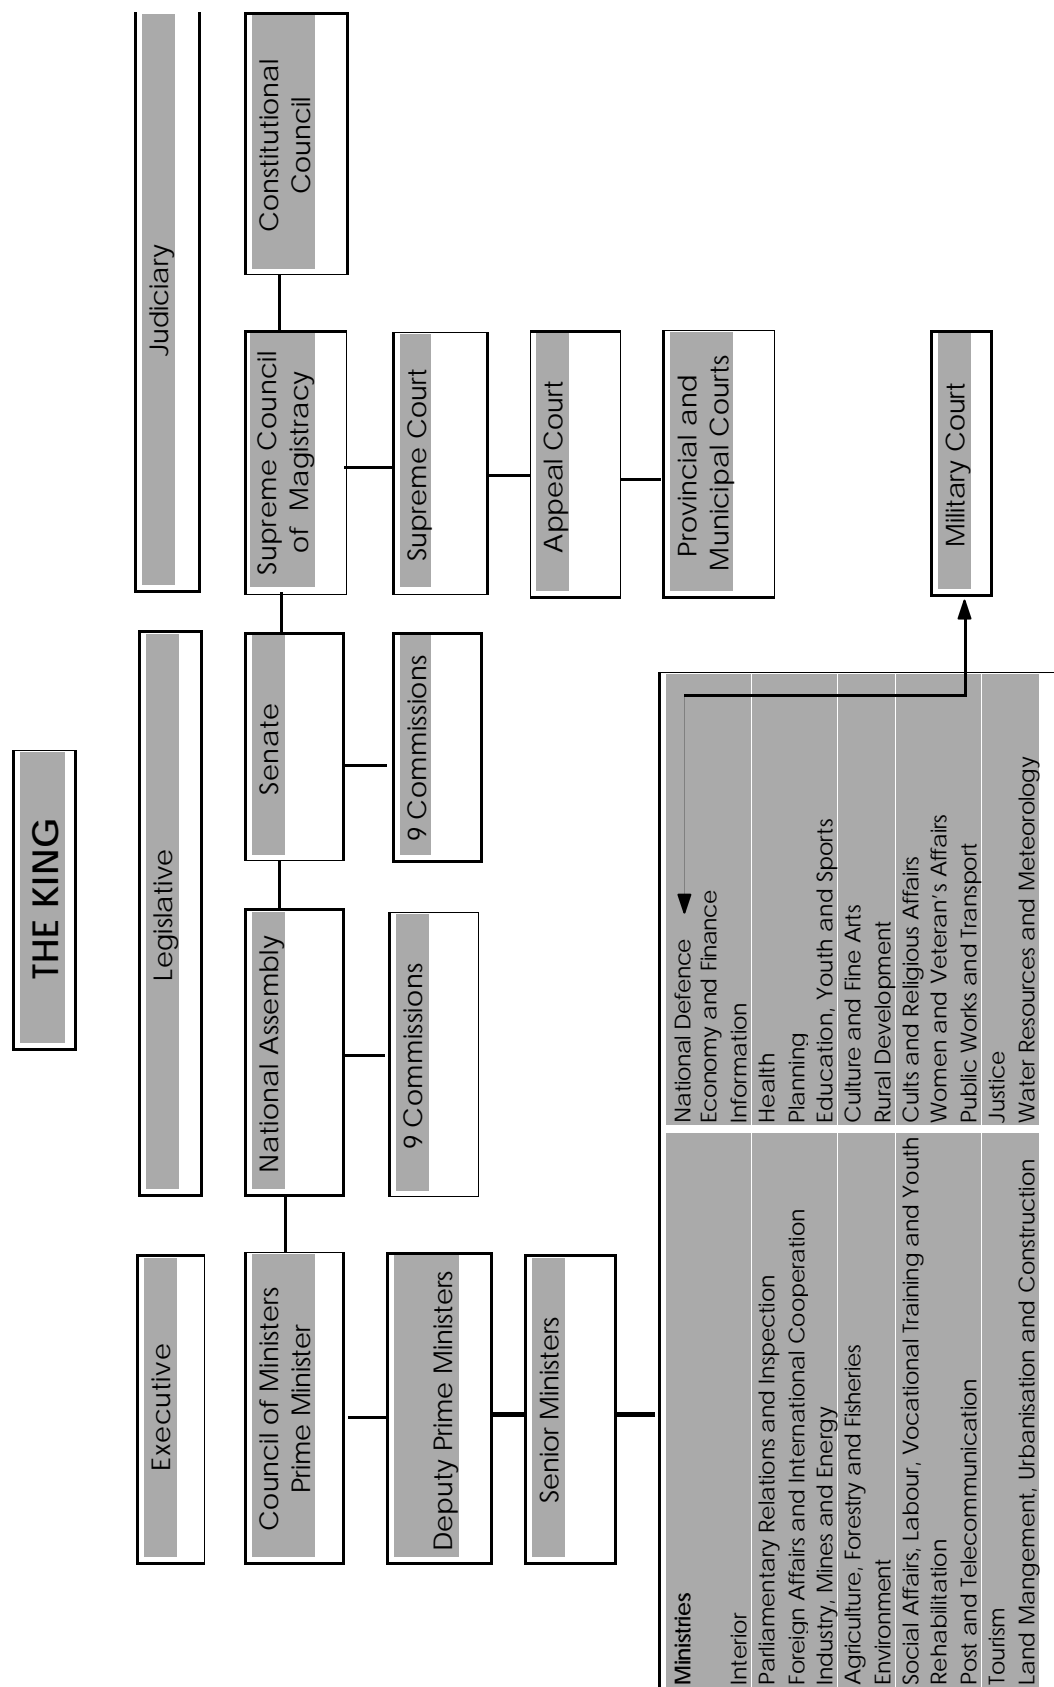 THE KING
Executive
Legislative
Judiciary
Council of Ministers
Prime Minister
National Assembly
Senate
Supreme Council
of Magistracy
Constitutional
Council
Deputy Prime Ministers
9 Commissions
9 Commissions
Supreme Court
Senior Ministers
Appeal Court
Provincial and
Municipal Courts
Ministries
Interior
Parliamentary Relations and Inspection
Foreign Affairs and International Cooperation
Industry, Mines and Energy
Agriculture, Forestry and Fisheries
Environment
Social Affairs, Labour, Vocational Training and Youth
Rehabilitation
Post and Telecommunication
Tourism
Land Mangement, Urbanisation and Construction
National Defence
Economy and Finance
Information
Health
Planning
Education, Youth and Sports
Culture and Fine Arts
Rural Development
Cults and Religious Affairs
Women and Veteran's Affairs
Public Works and Transport
Justice
Water Resources and Meteorology
Military Court